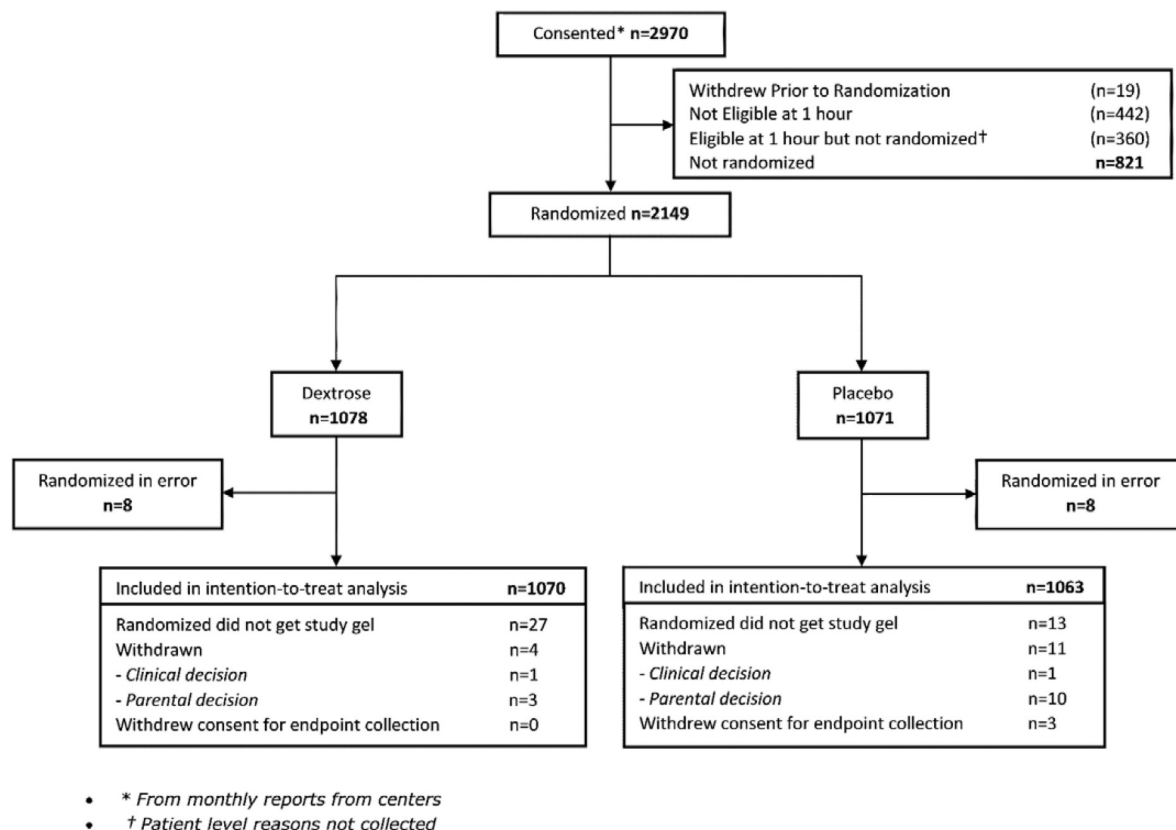 Consented* n=2970
Withdrew Prior to Randomization (n=19)
Not Eligible at 1 hour (n=442)
Eligible at 1 hour but not randomized† (n=360)
Not randomized n=821
Randomized n=2149
Dextrose
n=1078
Placebo
n=1071
Randomized in error
n=8
Randomized in error
n=8
Included in intention-to-treat analysis n=1070
Randomized did not get study gel n=27
Withdrawn n=4
- Clinical decision n=1
- Parental decision n=3
Withdrew consent for endpoint collection n=0
Included in intention-to-treat analysis n=1063
Randomized did not get study gel n=13
Withdrawn n=11
- Clinical decision n=1
- Parental decision n=10
Withdrew consent for endpoint collection n=3
• * From monthly reports from centers
• † Patient level reasons not collected